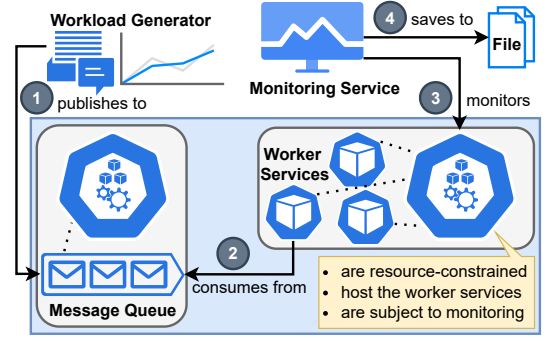 Workload Generator
4
saves to
File
Monitoring Service
1
publishes to
3
monitors
Worker
Services
2
consumes from
Message Queue
• are resource-constrained
• host the worker services
• are subject to monitoring